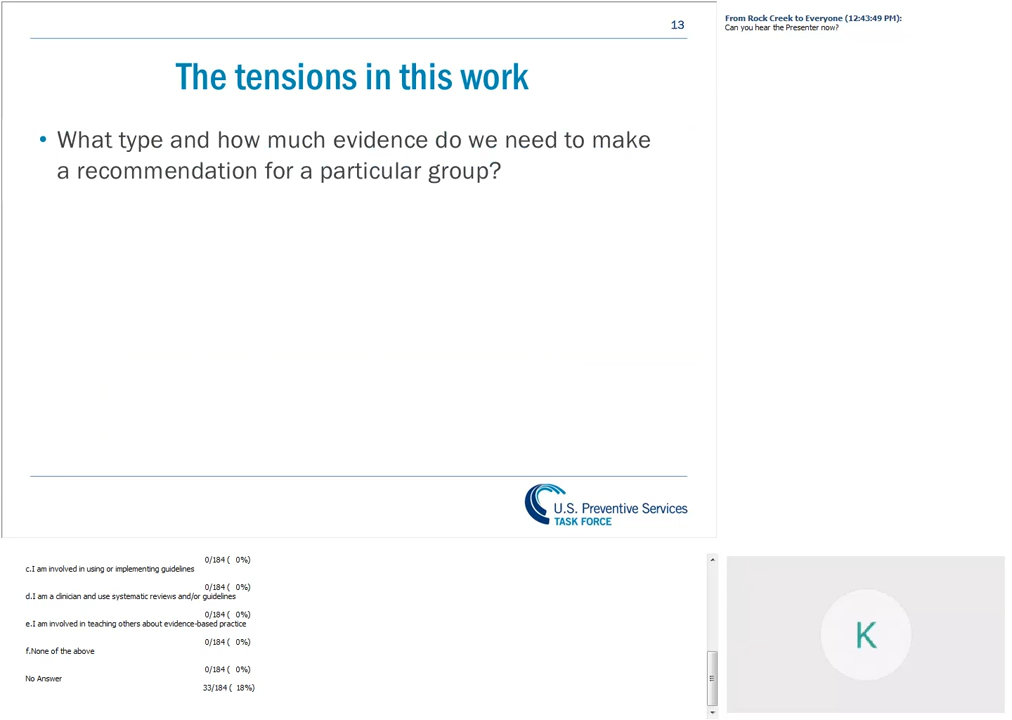 13
The tensions in this work
• What type and how much evidence do we need to make
a recommendation for a particular group?
U.S. Preventive Services
TASK FORCE
From Rock Creek to Everyone (12:43:49 PM):
Can you hear the Presenter now?
0/184 ( 0%)
c.I am involved in using or implementing guidelines
0/184 ( 0%)
d.I am a clinician and use systematic reviews and/or guidelines
0/184 ( 0%)
e.I am involved in teaching others about evidence-based practice
0/184 ( 0%)
f.None of the above
0/184 ( 0%)
No Answer
33/184 ( 18%)
K